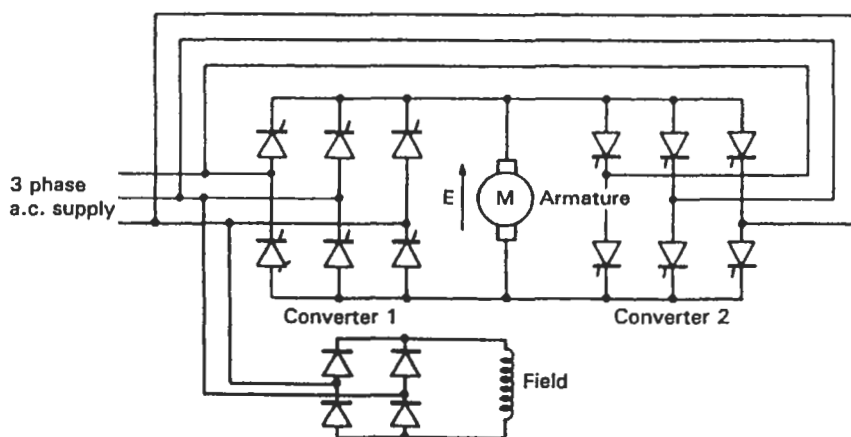 3 phase
a.c. supply
E
M
Armature
Converter 1
Converter 2
Field